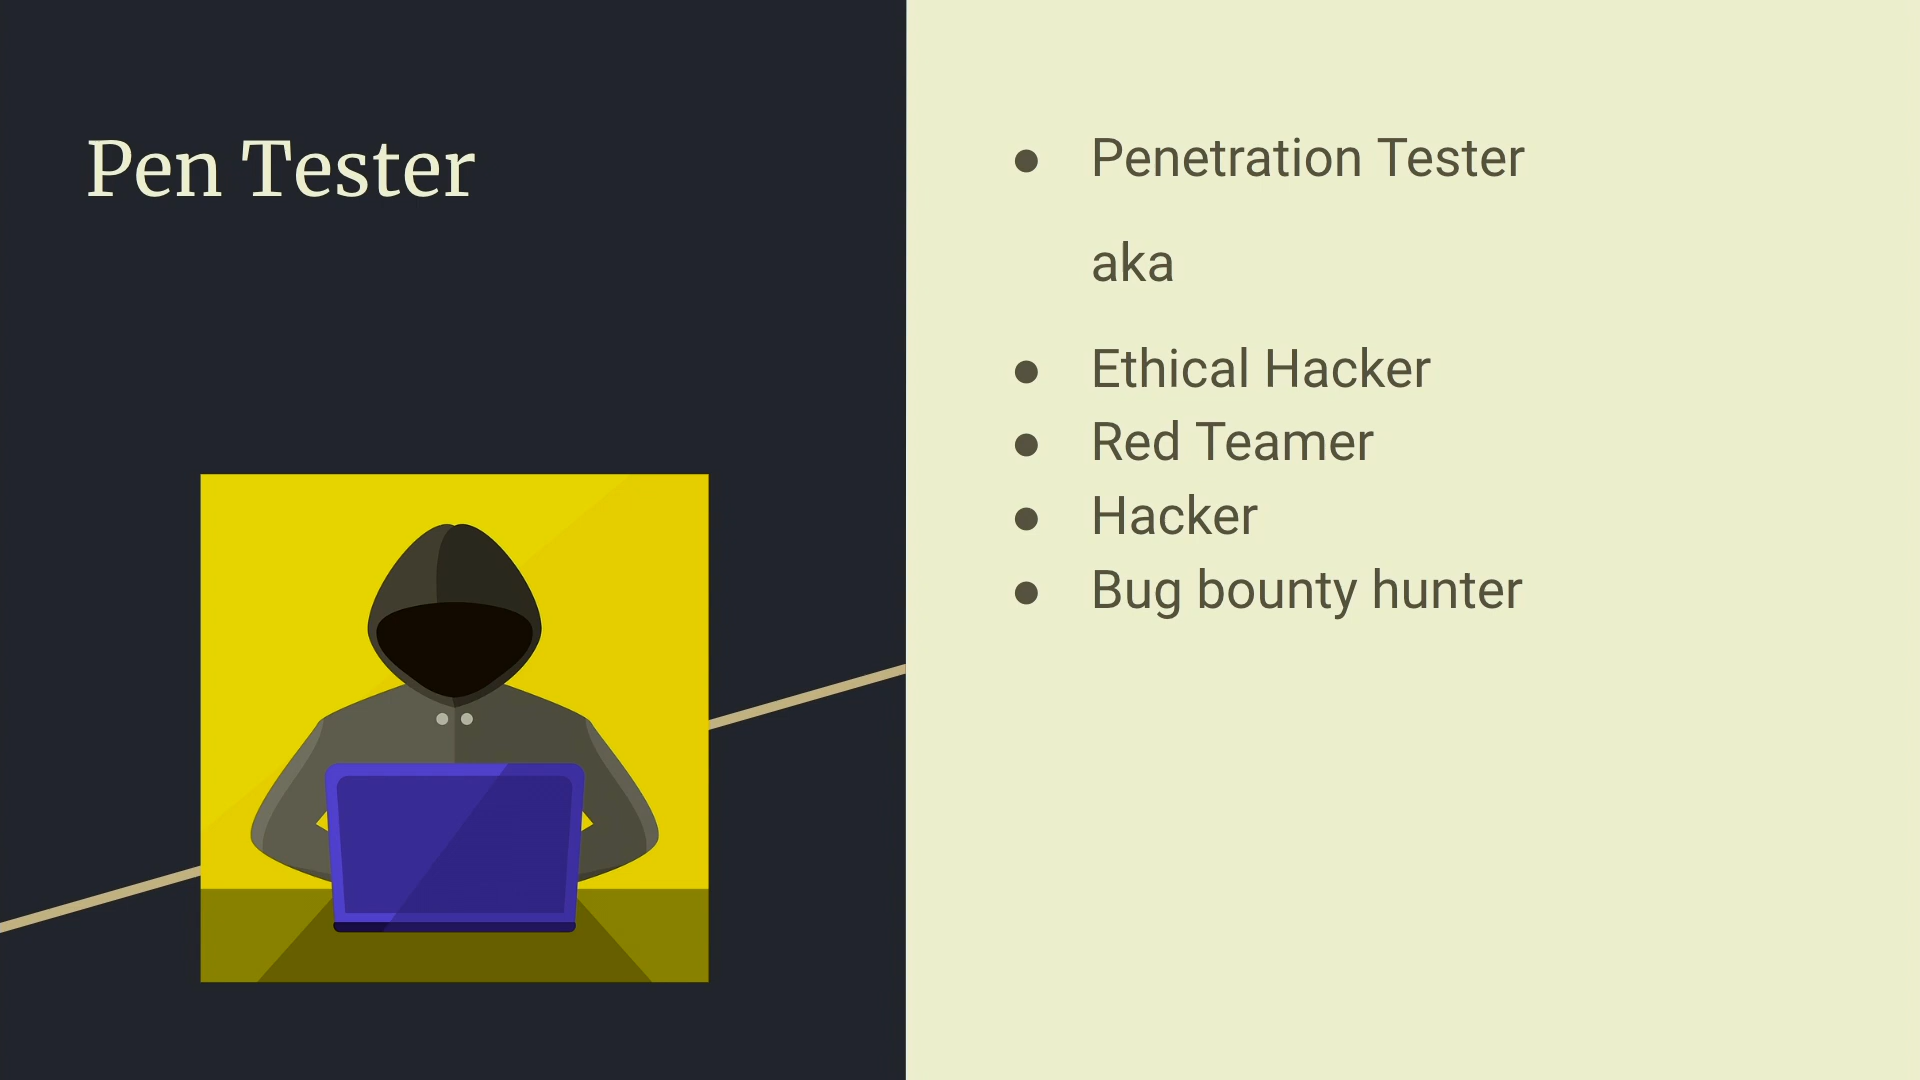 Pen Tester
● Penetration Tester
aka
● Ethical Hacker
● Red Teamer
● Hacker
● Bug bounty hunter